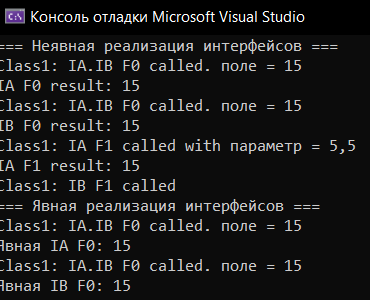 Консоль отладки Microsoft Visual Studio
=== Неявная реализация интерфейсов ===
Class1: IA.IB F0 called. поле = 15
IA F0 result: 15
Class1: IA.IB F0 called. поле = 15
IB F0 result: 15
Class1: IA F1 called with параметр = 5,5
IA F1 result: 15
Class1: IB F1 called
=== Явная реализация интерфейсов ===
Class1: IA.IB F0 called. поле = 15
Явная IA F0: 15
Class1: IA.IB F0 called. поле = 15
Явная IB F0: 15